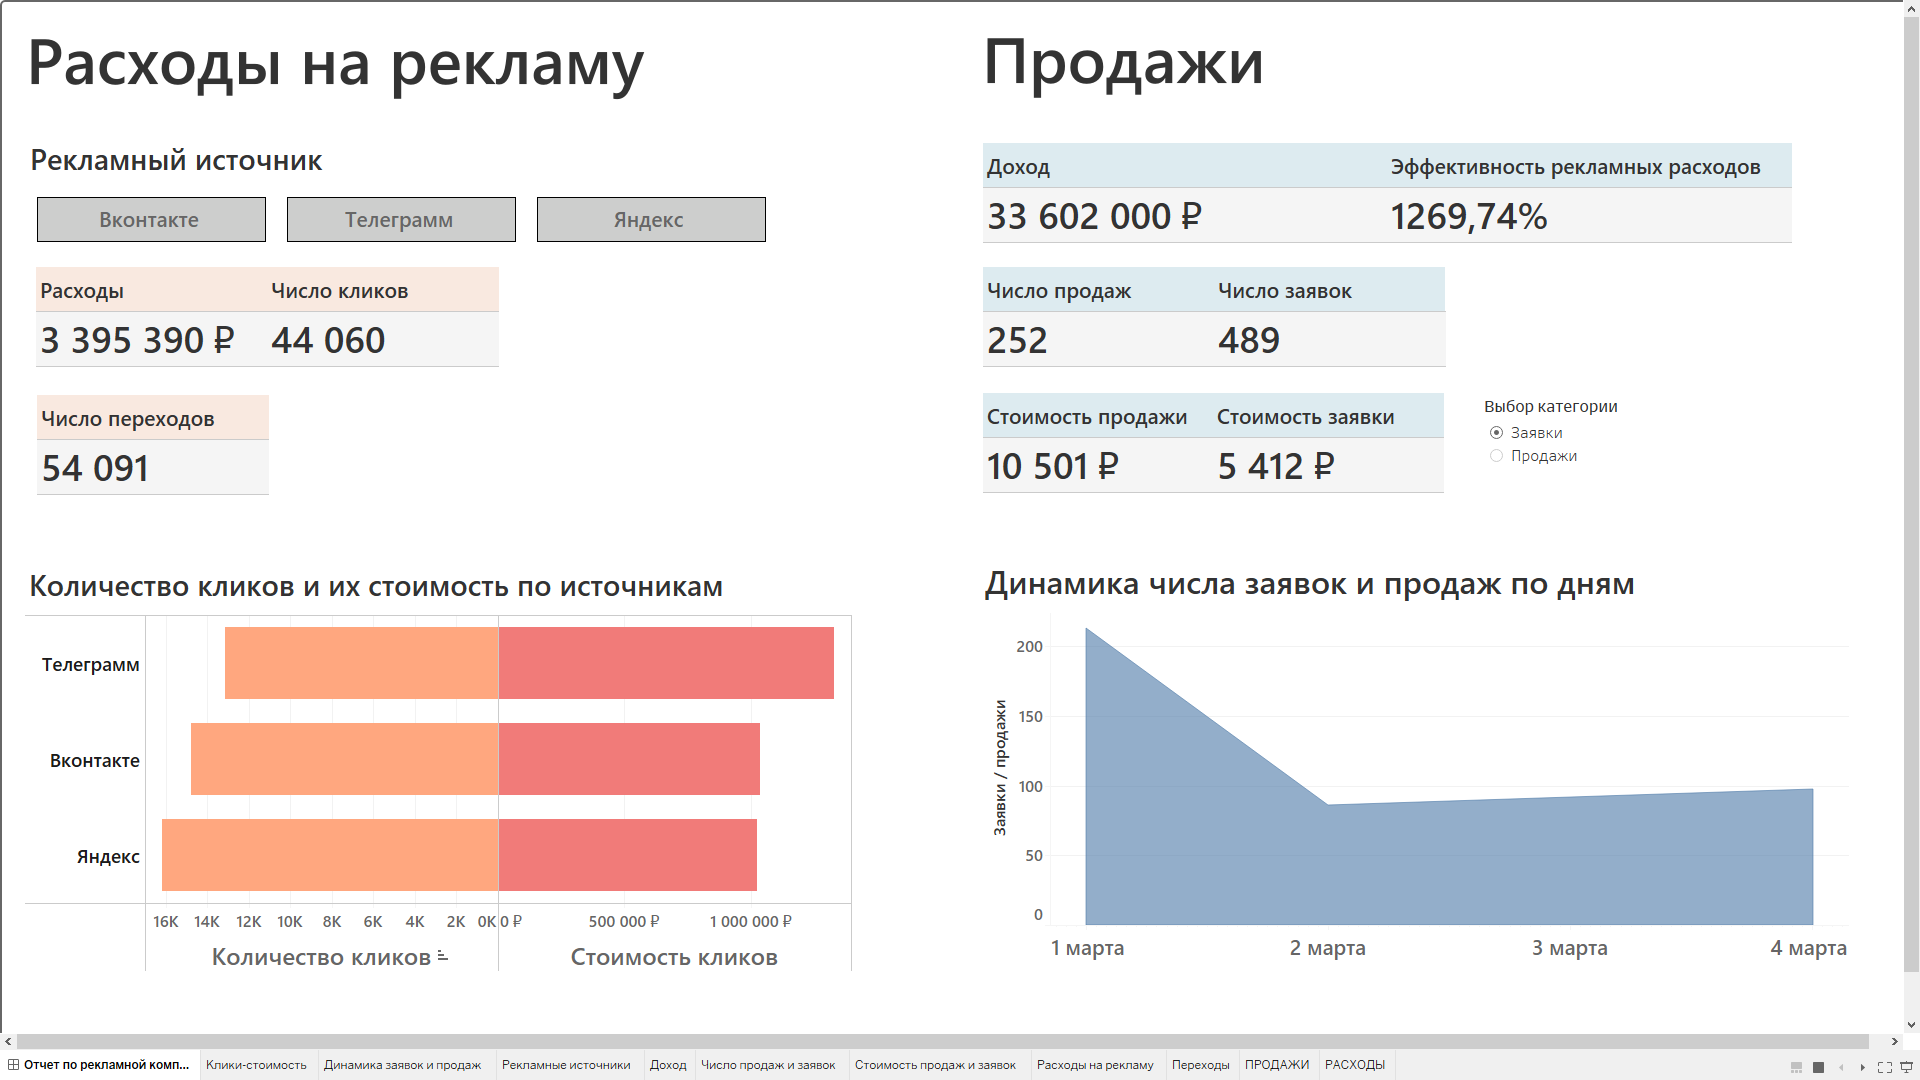 Расходы на рекламу
Рекламный источник
Вконтакте Телеграмм Яндекс
Расходы Число кликов
3 395 390 ₽ 44 060
Число переходов
54 091
Количество кликов и их стоимость по источникам
Телеграмм
Вконтакте
Яндекс
16K 14K 12K 10K 8K 6K 4K 2K 0K 0 ₽ 500 000 ₽ 1 000 000 ₽
Количество кликов Стоимость кликов
Продажи
Доход Эффективность рекламных расходов
33 602 000 ₽ 1269,74%
Число продаж Число заявок
252 489
Стоимость продажи Стоимость заявки
10 501 ₽ 5 412 ₽
Выбор категории
Заявки
Продажи
Динамика числа заявок и продаж по дням
Заявки / продажи
200
150
100
50
0
1 марта 2 марта 3 марта 4 марта
Отчет по рекламной комп... Клики-стоимость Динамика заявок и продаж Рекламные источники Доход Число продаж и заявок Стоимость продаж и заявок Расходы на рекламу Переходы ПРОДАЖИ РАСХОДЫ